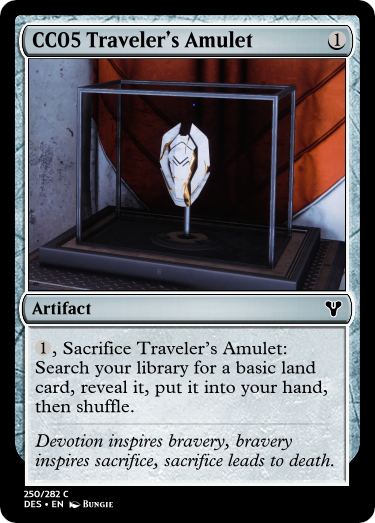 CC05 Traveler's Amulet 1
Artifact
1, Sacrifice Traveler's Amulet:
Search your library for a basic land
card, reveal it, put it into your hand,
then shuffle.
Devotion inspires bravery, bravery
inspires sacrifice, sacrifice leads to death.
250/282 C
DES • EN Bungie